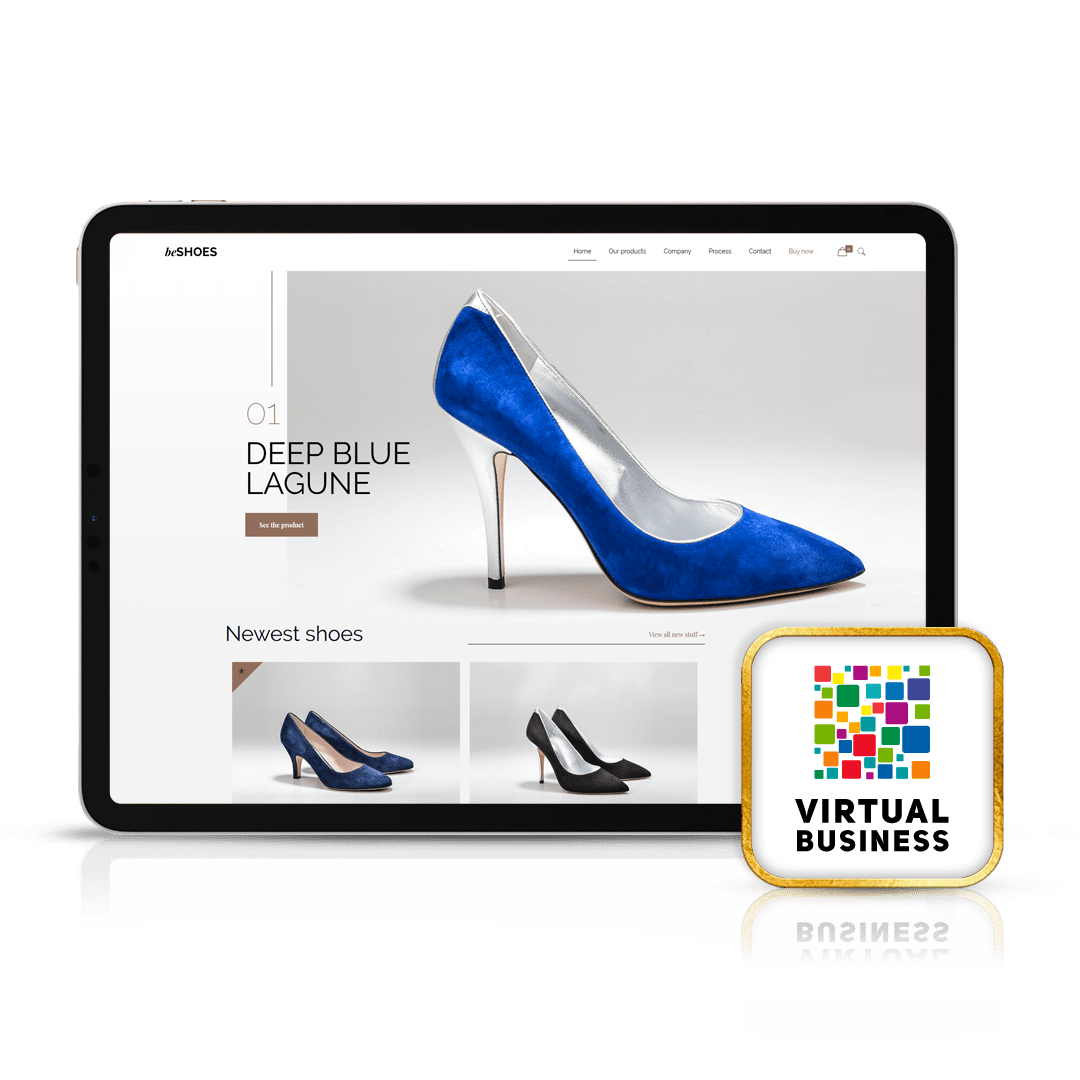 beSHOES
Home Our products Company Process Contact Buy now
01
DEEP BLUE
LAGUNE
See the product
Newest shoes
View all new stuff →
VIRTUAL
BUSINESS